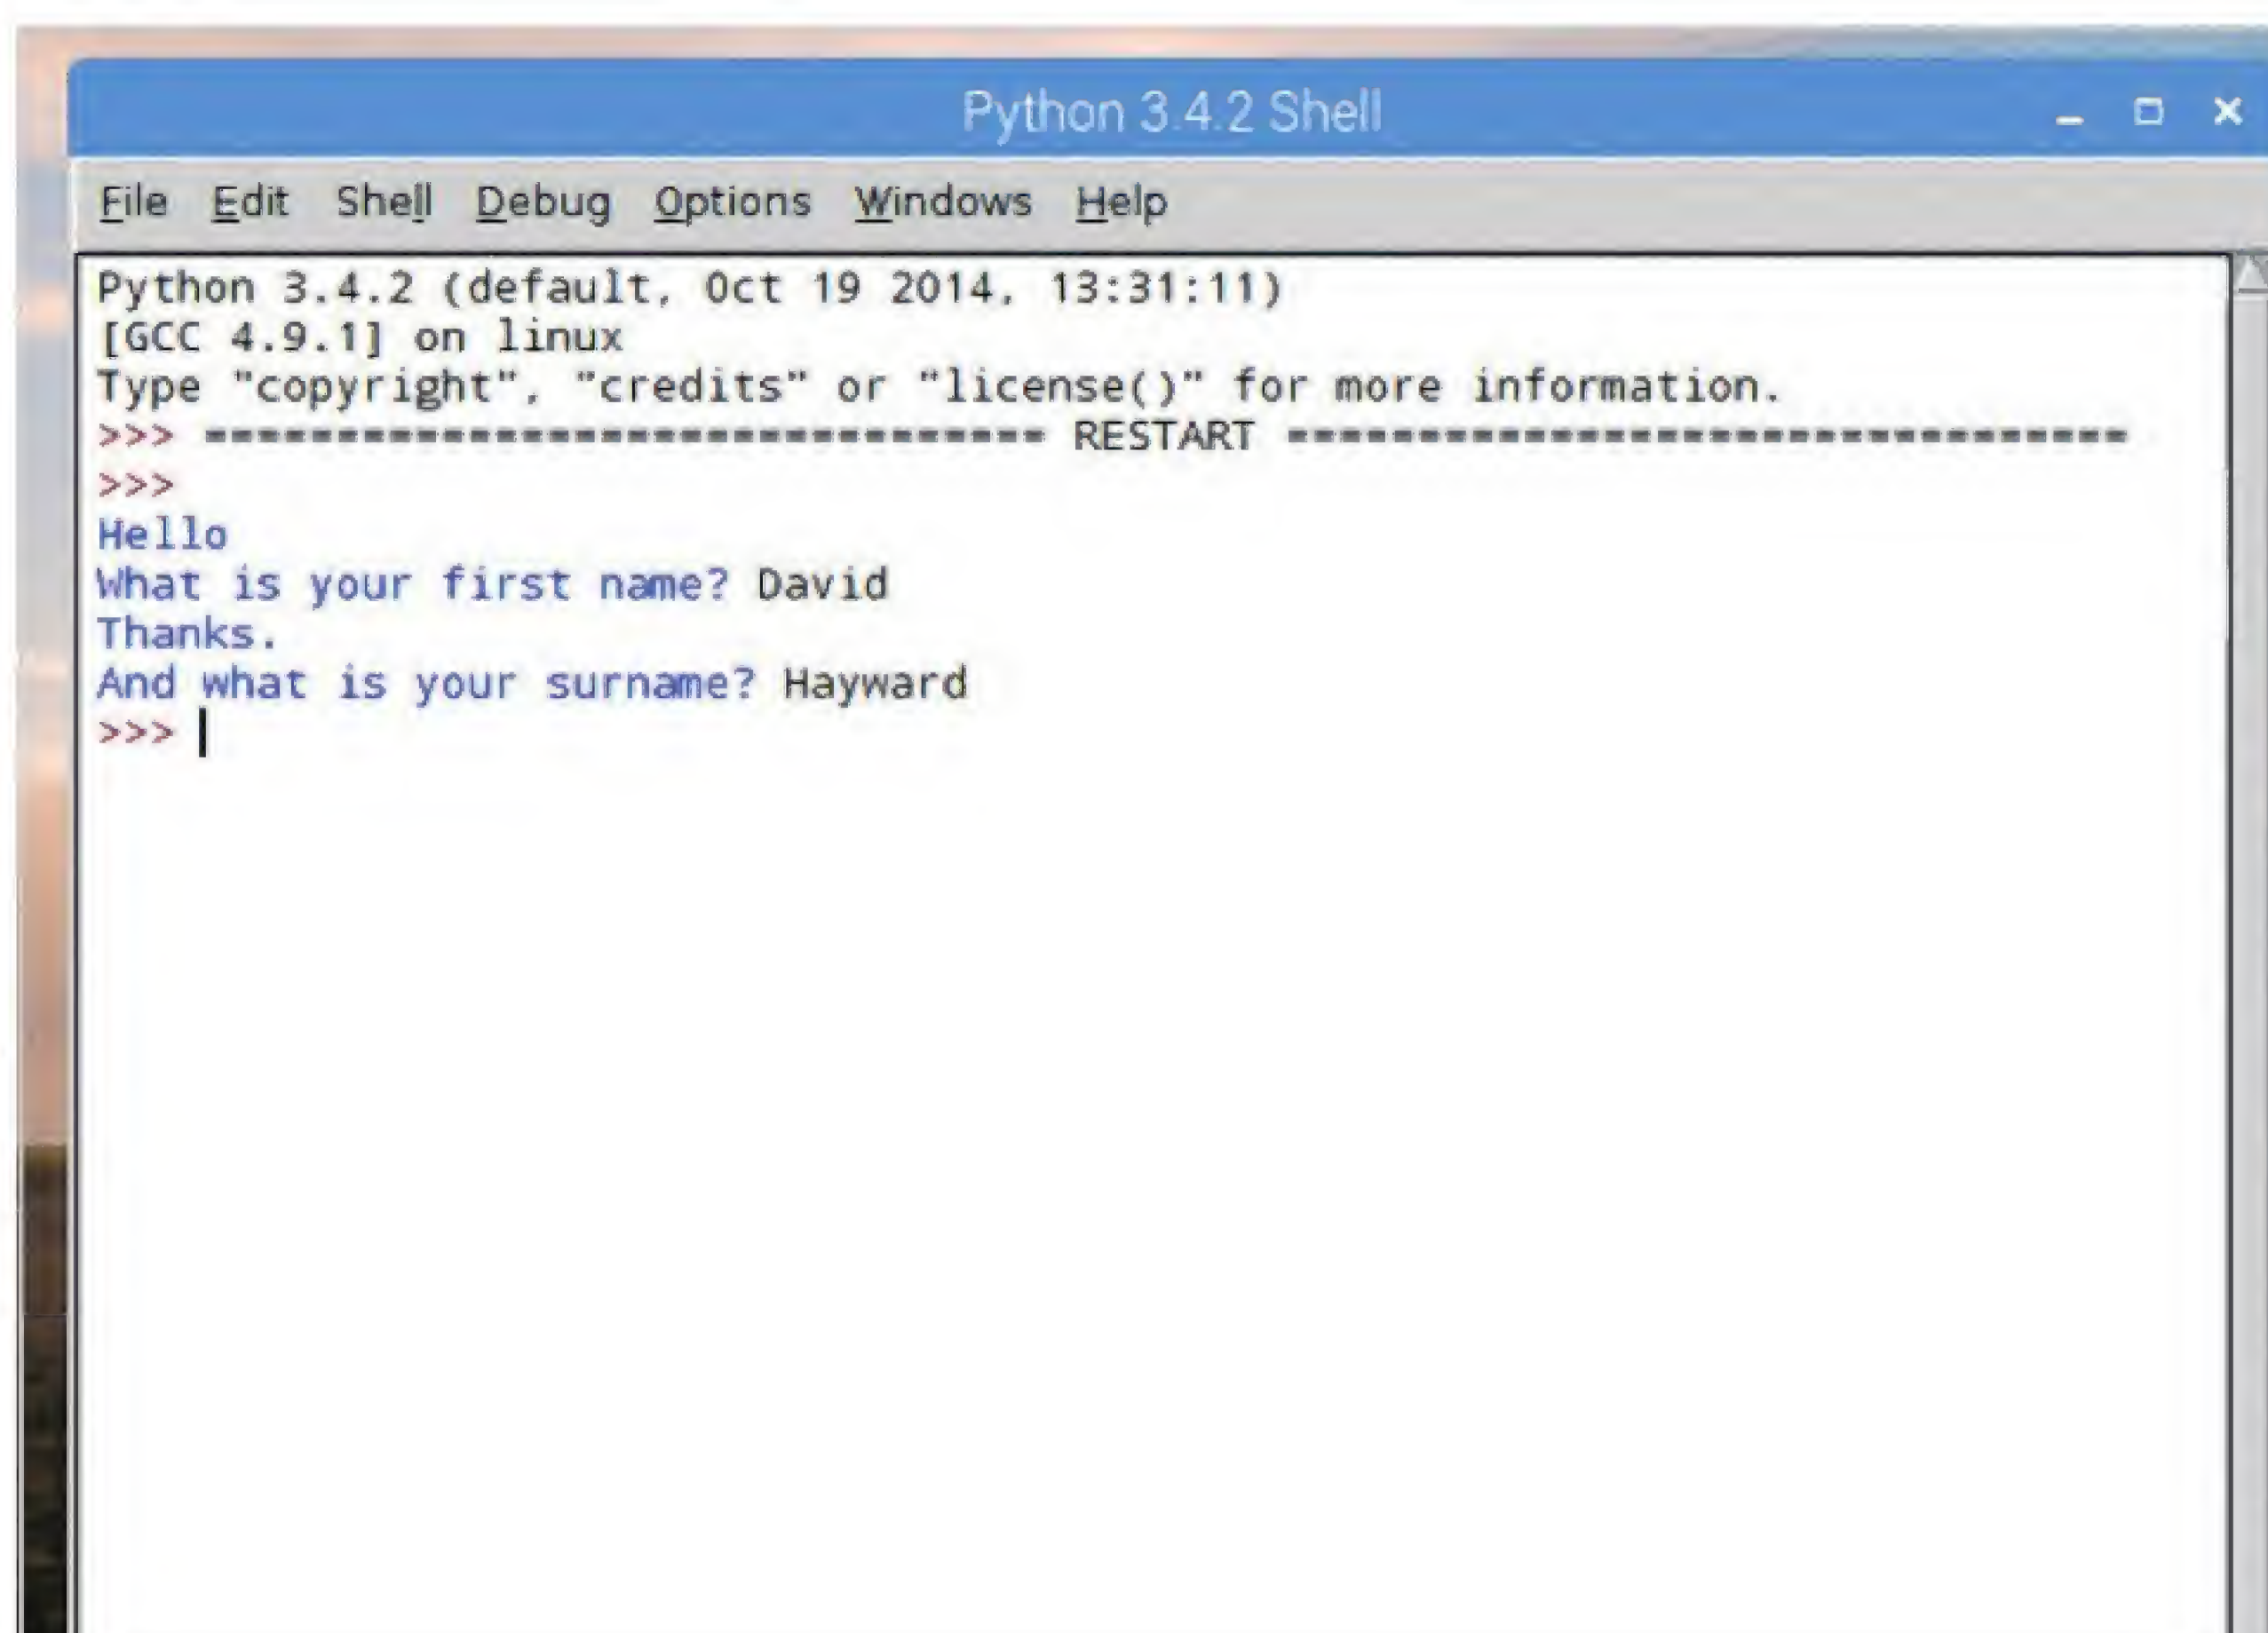 Python 3.4.2 Shell
File Edit Shell Debug Options Windows Help
Python 3.4.2 (default, Oct 19 2014, 13:31:11)
[GCC 4.9.1] on linux
Type "copyright", "credits" or "license()" for more information.
>>> ================================ RESTART ================================
>>>
Hello
What is your first name? David
Thanks.
And what is your surname? Hayward
>>>